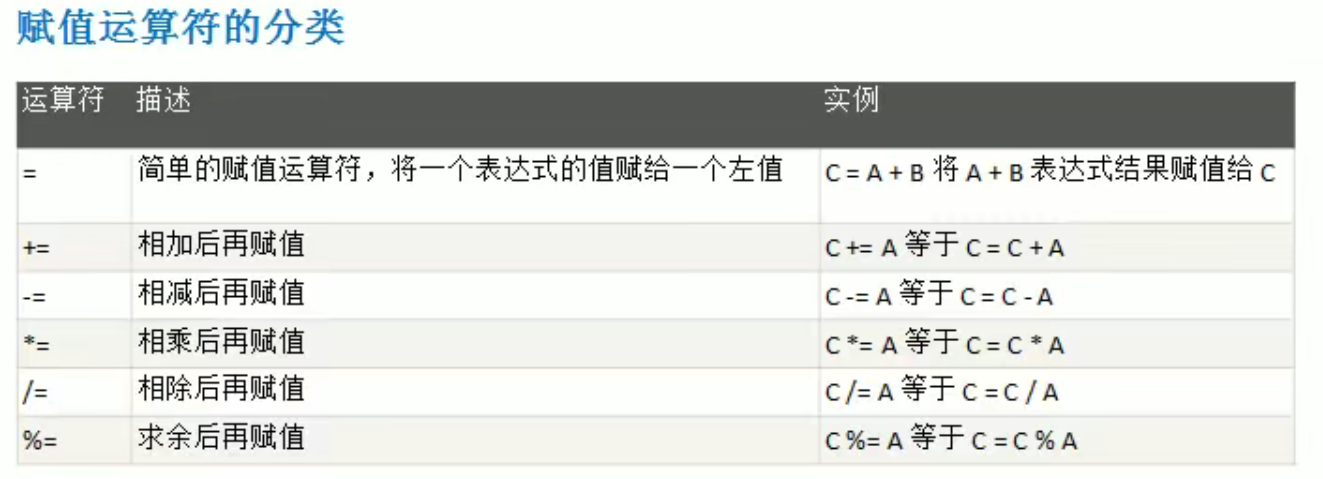 赋值运算符的分类
运算符 描述 实例
= 简单的赋值运算符，将一个表达式的值赋给一个左值 C = A + B 将 A + B 表达式结果赋值给 C
+= 相加后再赋值 C += A 等于 C = C + A
-= 相减后再赋值 C -= A 等于 C = C - A
*= 相乘后再赋值 C *= A 等于 C = C * A
/= 相除后再赋值 C /= A 等于 C = C / A
%= 求余后再赋值 C %= A 等于 C = C % A